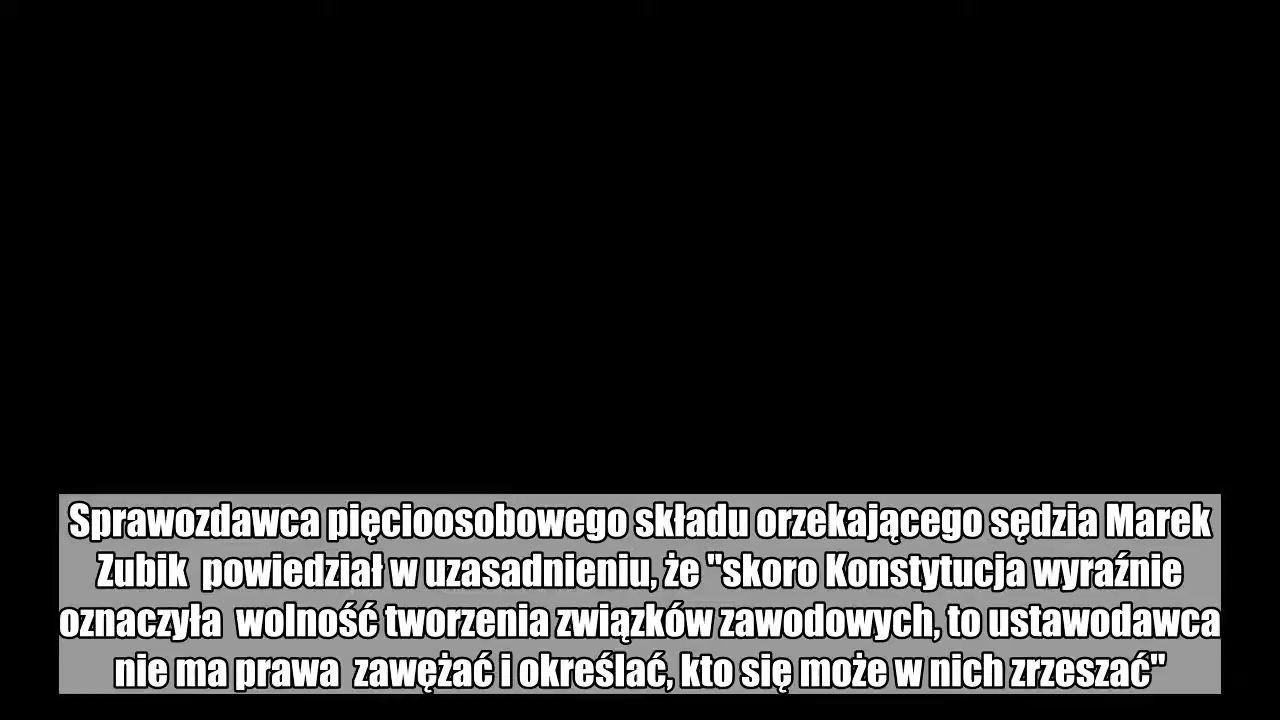 Sprawozdawca pięcioosobowego składu orzekającego sędzia Marek
Zubik  powiedział w uzasadnieniu, że "skoro Konstytucja wyraźnie
oznaczyła  wolność tworzenia związków zawodowych, to ustawodawca
nie ma prawa  zawężać i określać, kto się może w nich zrzeszać"